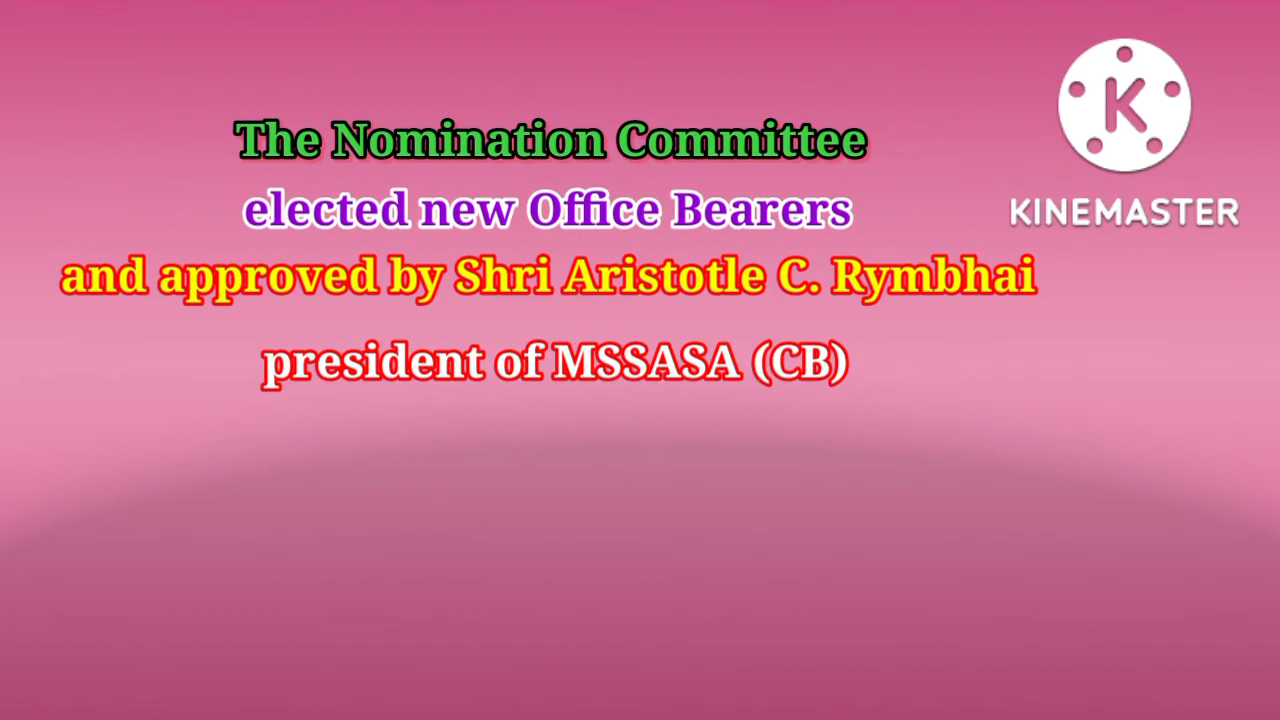 The Nomination Committee
elected new Office Bearers
and approved by Shri Aristotle C. Rymbhai
president of MSSASA (CB)
K
KINEMASTER